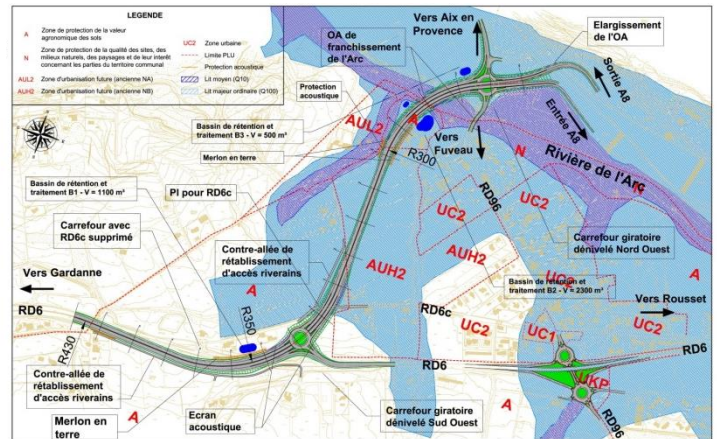 LEGENDE
A Zone de protection de la valeur
agronomique des sols
N Zone de protection de la qualité des sites, des
milieux naturels, des paysages et de leur intérêt
concernant les parties du territoire communal
AUL2 Zone d'urbanisation future (ancienne NA)
AUH2 Zone d'urbanisation future (ancienne NB)
UC2 Zone urbaine
Limite PLU
Protection acoustique
Lit moyen (Q10)
Lit majeur ordinaire (Q100)
Vers Aix en
Provence
OA de
franchissement
de l'Arc
Elargissement
de l'OA
Sortie A8
Entrée A8
Protection
acoustique
Bassin de rétention et
traitement B3 - V = 500 m³
AUL2
A
Merlon en terre
R300
Vers
Fuveau
N
Rivière de l'Arc
N
Bassin de rétention et
traitement B1 - V = 1100 m³
PI pour RD6c
RD96
UC2
UC2
Carrefour avec
RD6c supprimé
Contre-allée de
rétablissement
d'accès riverains
AUH2
AUH2
Carrefour giratoire
dénivelé Nord Ouest
Vers Gardanne
A
A
Bassin de rétention et
traitement B2 - V = 2300 m³
UC2
Vers Rousset
RD6
R430
R350
RD6c
UC2
UC1
UC2
RD6
RD6
UKP
Contre-allée de
rétablissement
d'accès riverains
A
A
Merlon en
terre
Ecran
acoustique
Carrefour giratoire
dénivelé Sud Ouest
RD96